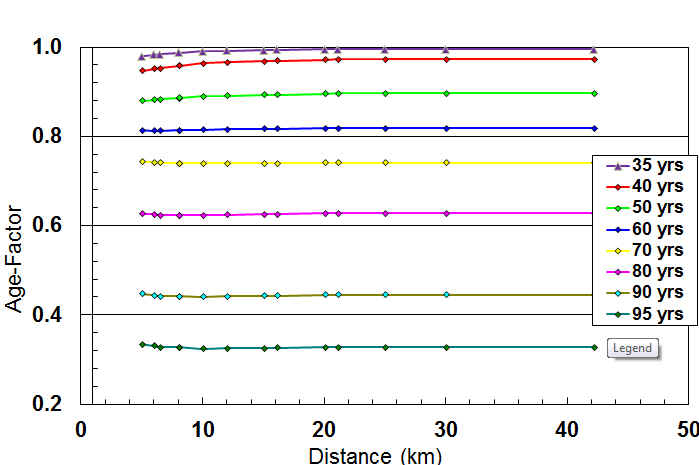 1.0
0.8
0.6
0.4
0.2
Age-Factor
1
10
20
30
40
50
Distance (km)
35 yrs
40 yrs
50 yrs
60 yrs
70 yrs
80 yrs
90 yrs
95 yrs
Legend